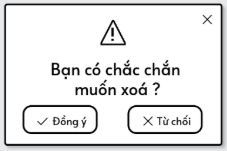 Bạn có chắc chắn
muốn xoá ?
Đồng ý
Từ chối